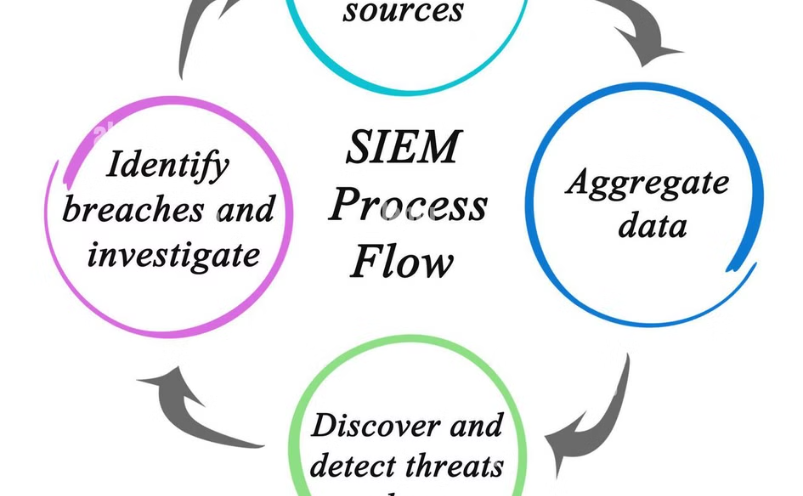 sources
SIEM
Process
Flow
Identify
breaches and
investigate
Aggregate
data
Discover and
detect threats